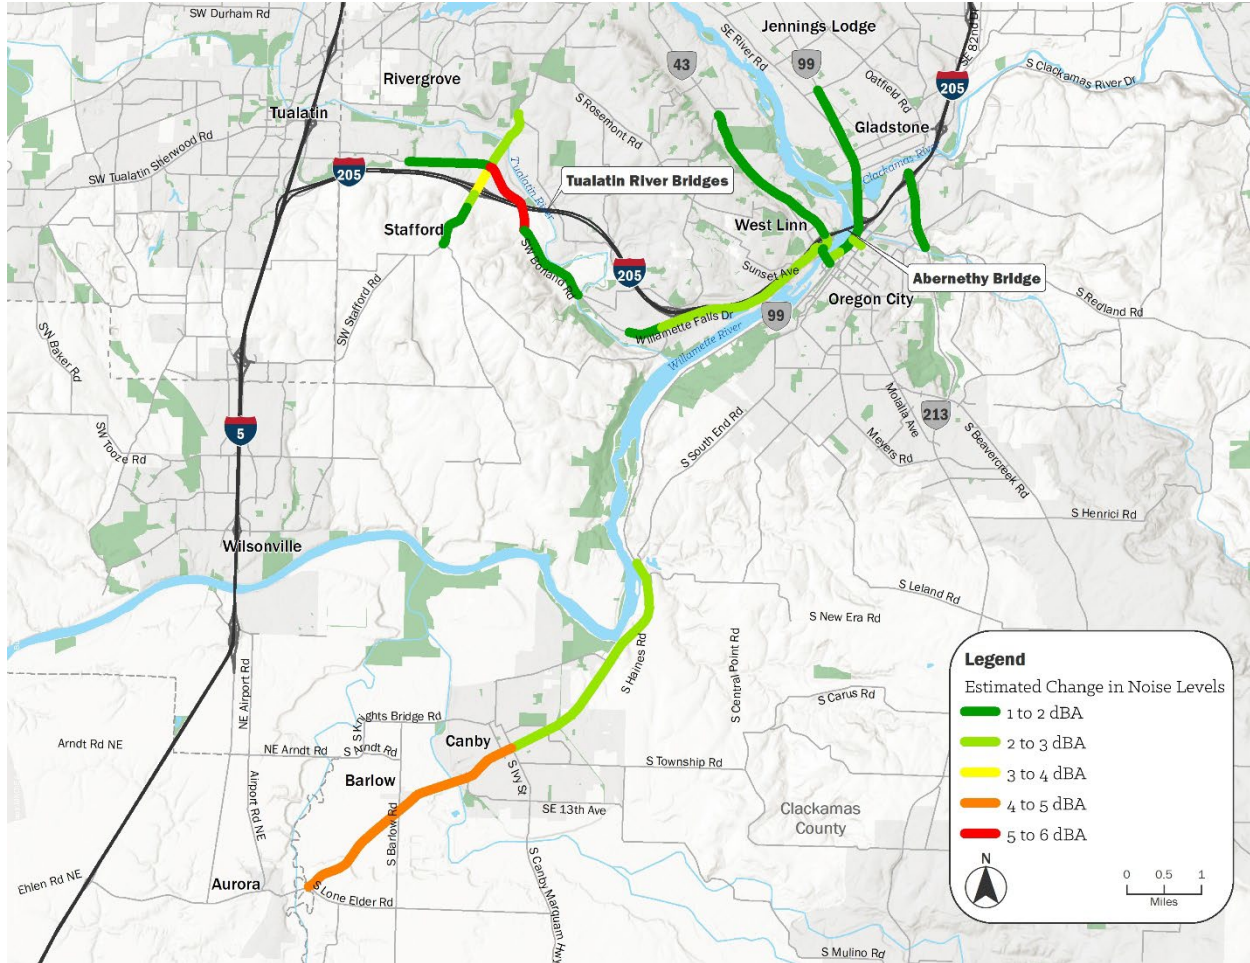 SW Durham Rd
Jennings Lodge
SE River Rd
SE 82nd Dr
43
99
Rivergrove
Oatfield Rd
205
S Clackamas River Dr
S Rosemont Rd
Tualatin
Gladstone
SW Tualatin Sherwood Rd
Clackamas River
205
Tualatin River
Tualatin River Bridges
Stafford
West Linn
SW Borland Rd
205
Sunset Ave
Abernethy Bridge
Oregon City
S Redland Rd
99
Willamette Falls Dr
Willamette River
SW Stafford Rd
SW Baker Rd
5
Molalla Ave
213
S South End Rd
Meyers Rd
S Beavercreek Rd
SW Tooze Rd
S Henrici Rd
Wilsonville
S Leland Rd
S New Era Rd
S Haines Rd
S Central Point Rd
NE Airport Rd
S Carus Rd
S Kni
ghts Bridge Rd
Arndt Rd NE
NE Arndt Rd
S Arndt Rd
Canby
S Ivy St
S Township Rd
Barlow
Airport Rd NE
SE 13th Ave
S Barlow Rd
Clackamas
County
Ehlen Rd NE
Aurora
S Lone Elder Rd
S Canby Marquam Hwy
S Mulino Rd
Legend
Estimated Change in Noise Levels
1 to 2 dBA
2 to 3 dBA
3 to 4 dBA
4 to 5 dBA
5 to 6 dBA
N
0 0.5 1
Miles